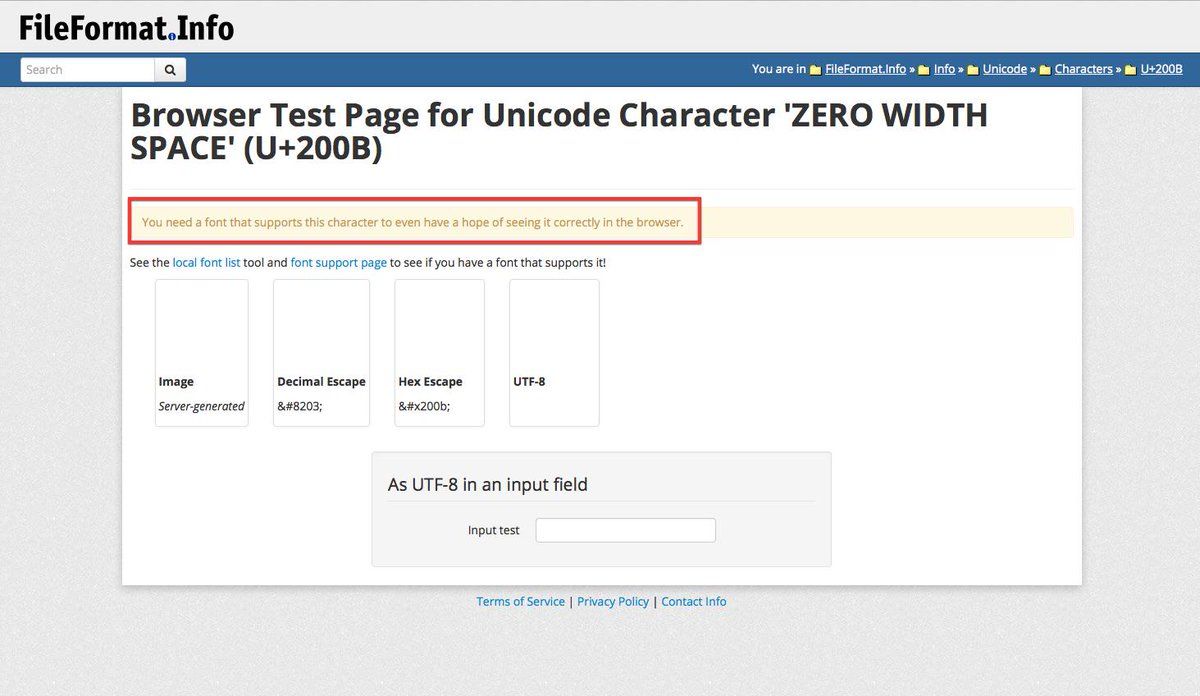 FileFormat.Info
Search
You are in FileFormat.Info » Info » Unicode » Characters » U+200B
Browser Test Page for Unicode Character 'ZERO WIDTH
SPACE' (U+200B)
You need a font that supports this character to even have a hope of seeing it correctly in the browser.
See the local font list tool and font support page to see if you have a font that supports it!
Image
Server-generated
Decimal Escape
&#8203;
Hex Escape
&#x200b;
UTF-8
As UTF-8 in an input field
Input test
Terms of Service | Privacy Policy | Contact Info